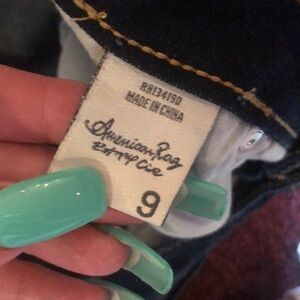 RN134190
MADE IN CHINA
American Rag
Cie
9